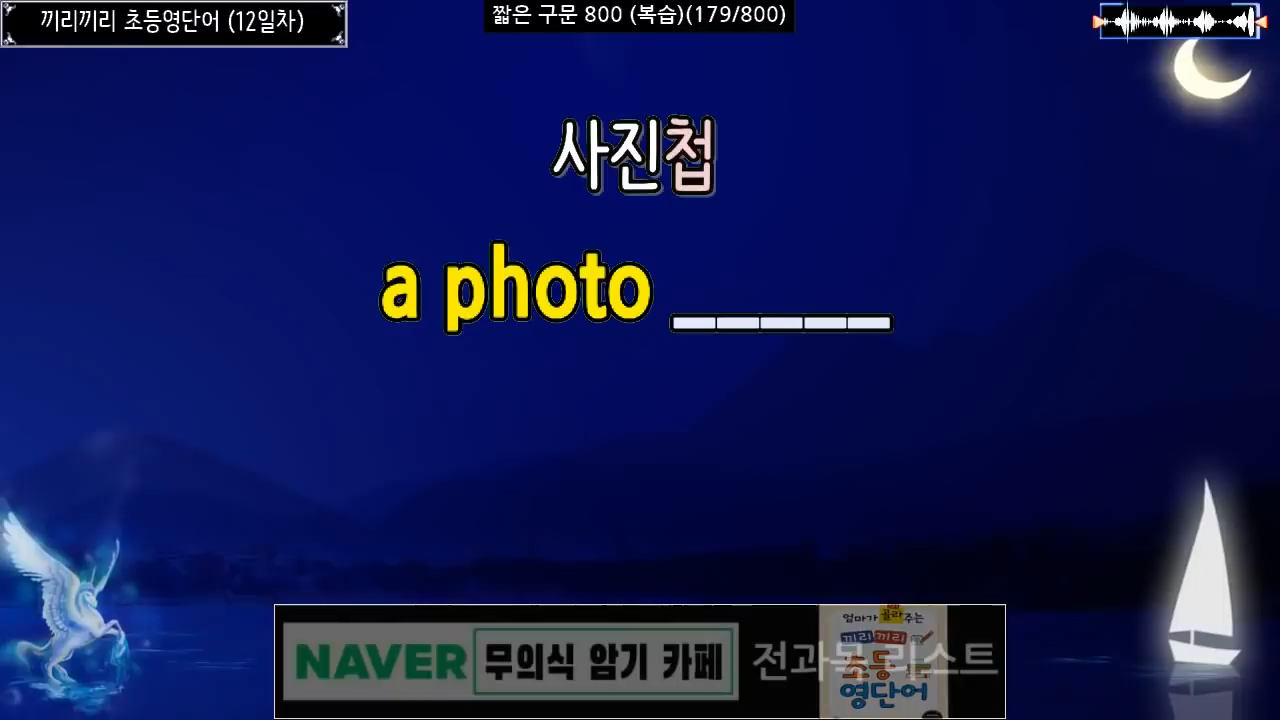 끼리끼리 초등영단어 (12일차)
짧은 구문 800 (복습)(179/800)
사진첩
a photo _____
NAVER 무의식 암기 카페 전과목 리스트
엄마가 골라주는
끼리끼리
초등
영단어